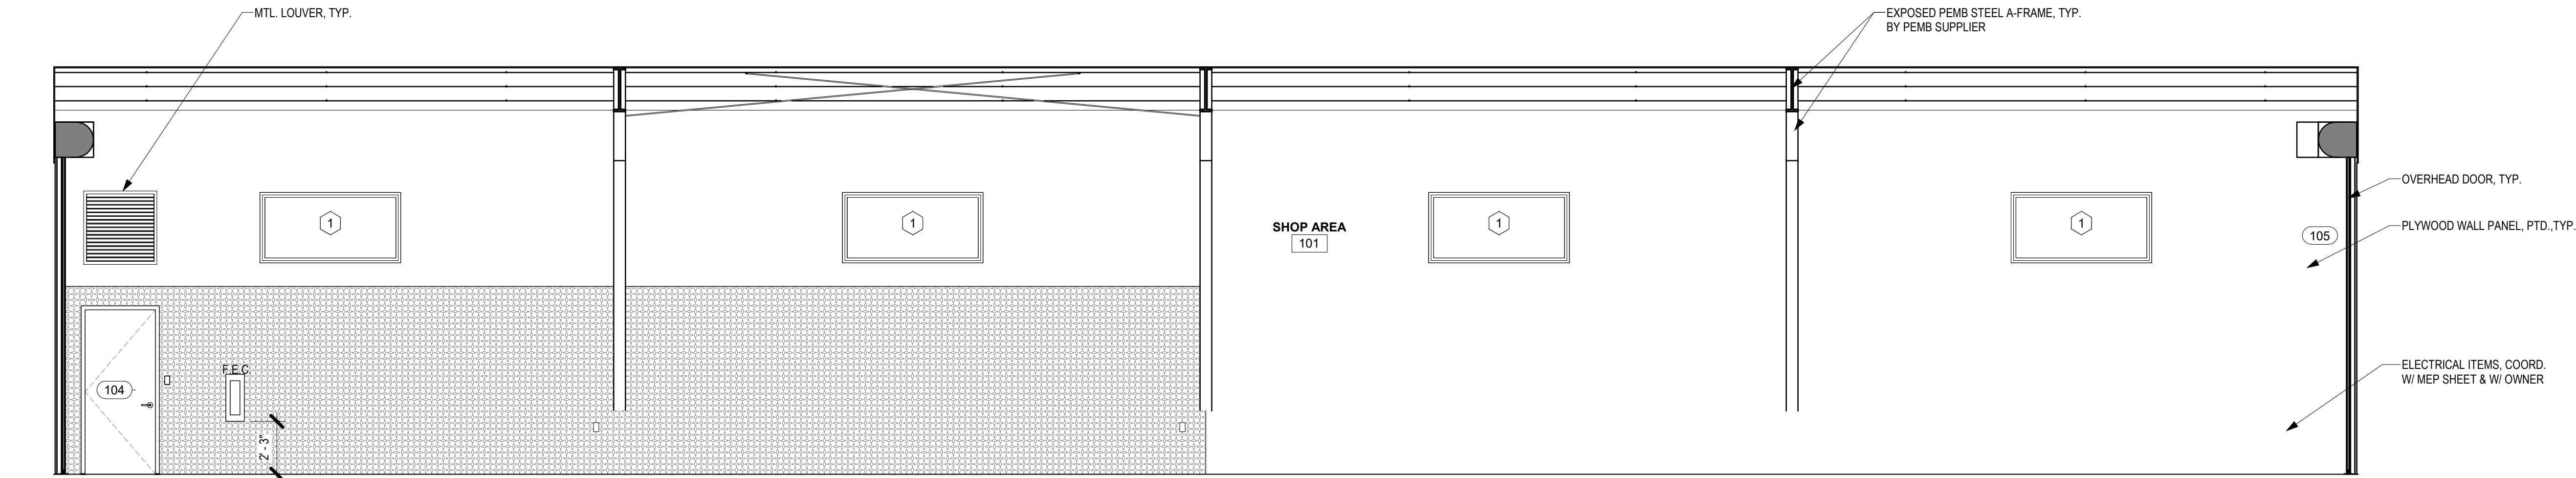 MTL. LOUVER, TYP.
EXPOSED PEMB STEEL A-FRAME, TYP.
BY PEMB SUPPLIER
OVERHEAD DOOR, TYP.
1
1
SHOP AREA
101
1
1
105
PLYWOOD WALL PANEL, PTD.,TYP.
F.E.C.
104
ELECTRICAL ITEMS, COORD.
W/ MEP SHEET & W/ OWNER
2' - 3"